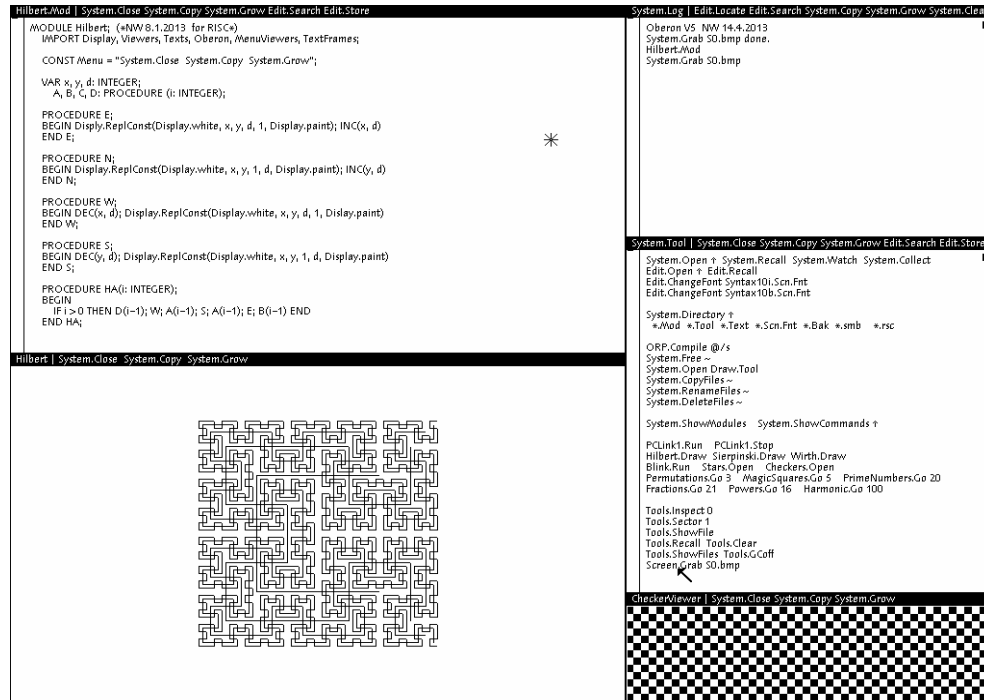 Hilbert.Mod | System.Close System.Copy System.Grow Edit.Search Edit.Store
MODULE Hilbert; (*NW 8.1.2013 for RISC*)
IMPORT Display, Viewers, Texts, Oberon, MenuViewers, TextFrames;
CONST Menu = "System.Close System.Copy System.Grow";
VAR x, y, d: INTEGER;
A, B, C, D: PROCEDURE (i: INTEGER);
PROCEDURE E;
BEGIN Disply.ReplConst(Display.white, x, y, d, 1, Display.paint); INC(x, d)
END E;
PROCEDURE N;
BEGIN Display.ReplConst(Display.white, x, y, 1, d, Display.paint); INC(y, d)
END N;
PROCEDURE W;
BEGIN DEC(x, d); Display.ReplConst(Display.white, x, y, d, 1, Dislay.paint)
END W;
PROCEDURE S;
BEGIN DEC(y, d); Display.ReplConst(Display.white, x, y, 1, d, Display.paint)
END S;
PROCEDURE HA(i: INTEGER);
BEGIN
IF i > 0 THEN D(i-1); W; A(i-1); S; A(i-1); E; B(i-1) END
END HA;
Hilbert | System.Close System.Copy System.Grow
System.Log | Edit.Locate Edit.Search System.Copy System.Grow System.Clea
Oberon V5 NW 14.4.2013
System.Grab S0.bmp done.
Hilbert.Mod
System.Grab S0.bmp
System.Tool | System.Close System.Copy System.Grow Edit.Search Edit.Store
System.Open ↑ System.Recall System.Watch System.Collect
Edit.Open ↑ Edit.Recall
Edit.ChangeFont Syntax10i.Scn.Fnt
Edit.ChangeFont Syntax10b.Scn.Fnt
System.Directory ↑
*.Mod *.Tool *.Text *.Scn.Fnt *.Bak *.smb *.rsc
ORP.Compile @/s
System.Free ~
System.Open Draw.Tool
System.CopyFiles ~
System.RenameFiles ~
System.DeleteFiles ~
System.ShowModules System.ShowCommands ↑
PCLink1.Run PCLink1.Stop
Hilbert.Draw Sierpinski.Draw Wirth.Draw
Blink.Run Stars.Open Checkers.Open
Permutations.Go 3 MagicSquares.Go 5 PrimeNumbers.Go 20
Fractions.Go 21 Powers.Go 16 Harmonic.Go 100
Tools.Inspect 0
Tools.Sector 1
Tools.ShowFile
Tools.Recall Tools.Clear
Tools.ShowFiles Tools.GCoff
Screen.Grab S0.bmp
CheckerViewer | System.Close System.Copy System.Grow